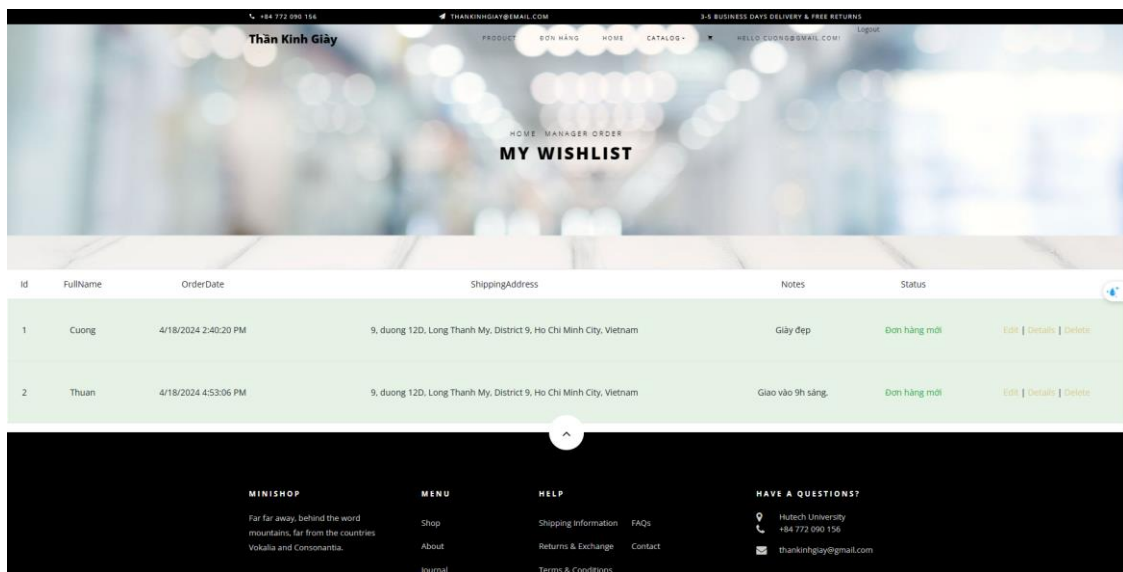 +84 772 090 156 THANKINHGIAY@EMAIL.COM 3-5 BUSINESS DAYS DELIVERY & FREE RETURNS
Logout
Thần Kinh Giày PRODUCT ĐƠN HÀNG HOME CATALOG HELLO CUONG@GMAIL.COM!
HOME MANAGER ORDER
MY WISHLIST
Id FullName OrderDate ShippingAddress Notes Status
1 Cuong 4/18/2024 2:40:20 PM 9, duong 12D, Long Thanh My, District 9, Ho Chi Minh City, Vietnam Giày đẹp Đơn hàng mới Edit | Details | Delete
2 Thuan 4/18/2024 4:53:06 PM 9, duong 12D, Long Thanh My, District 9, Ho Chi Minh City, Vietnam Giao vào 9h sáng. Đơn hàng mới Edit | Details | Delete
MINISHOP MENU HELP HAVE A QUESTIONS?
Far far away, behind the word Shop Shipping Information FAQs Hutech University
mountains, far from the countries +84 772 090 156
Vokalia and Consonantia. About Returns & Exchange Contact thankinhgiay@gmail.com
Journal Terms & Conditions